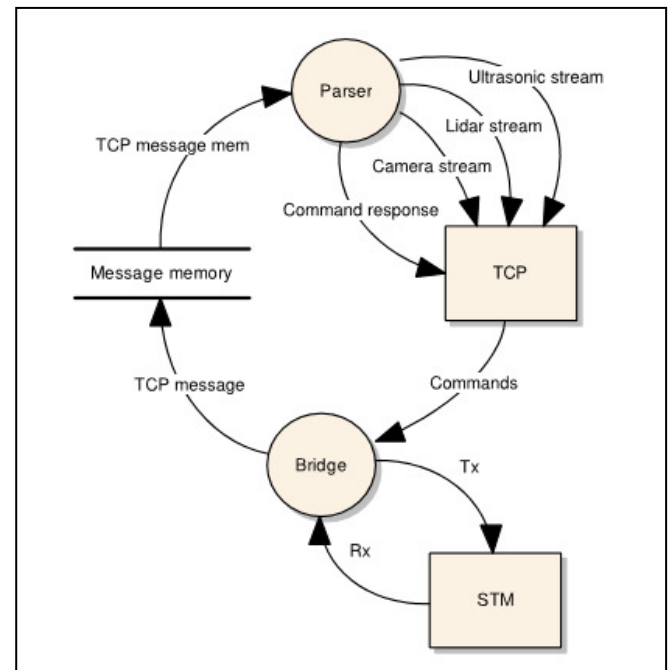 Parser
Ultrasonic stream
Lidar stream
TCP message mem
Camera stream
Command response
Message memory
TCP
TCP message
Commands
Bridge
Tx
Rx
STM